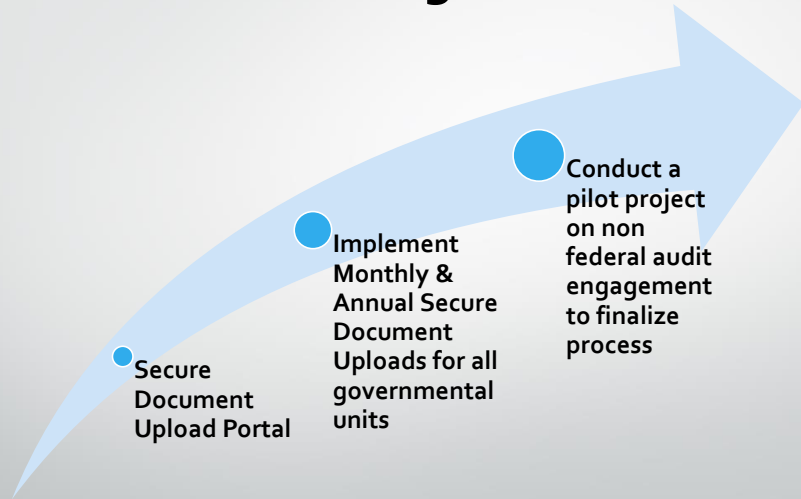 Secure
Document
Upload Portal
Implement
Monthly &
Annual Secure
Document
Uploads for all
governmental
units
Conduct a
pilot project
on non
federal audit
engagement
to finalize
process